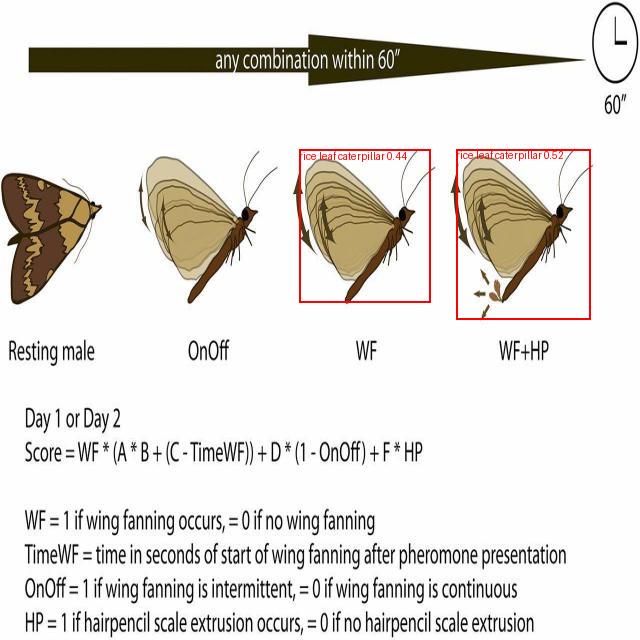 any combination within 60”
60”
rice leaf caterpillar 0.44
rice leaf caterpillar 0.52
Resting male
OnOff
WF
WF+HP
Day 1 or Day 2
Score = WF * (A * B + (C - TimeWF)) + D * (1 - OnOff) + F * HP
WF = 1 if wing fanning occurs, = 0 if no wing fanning
TimeWF = time in seconds of start of wing fanning after pheromone presentation
OnOff = 1 if wing fanning is intermittent, = 0 if wing fanning is continuous
HP = 1 if hairpencil scale extrusion occurs, = 0 if no hairpencil scale extrusion